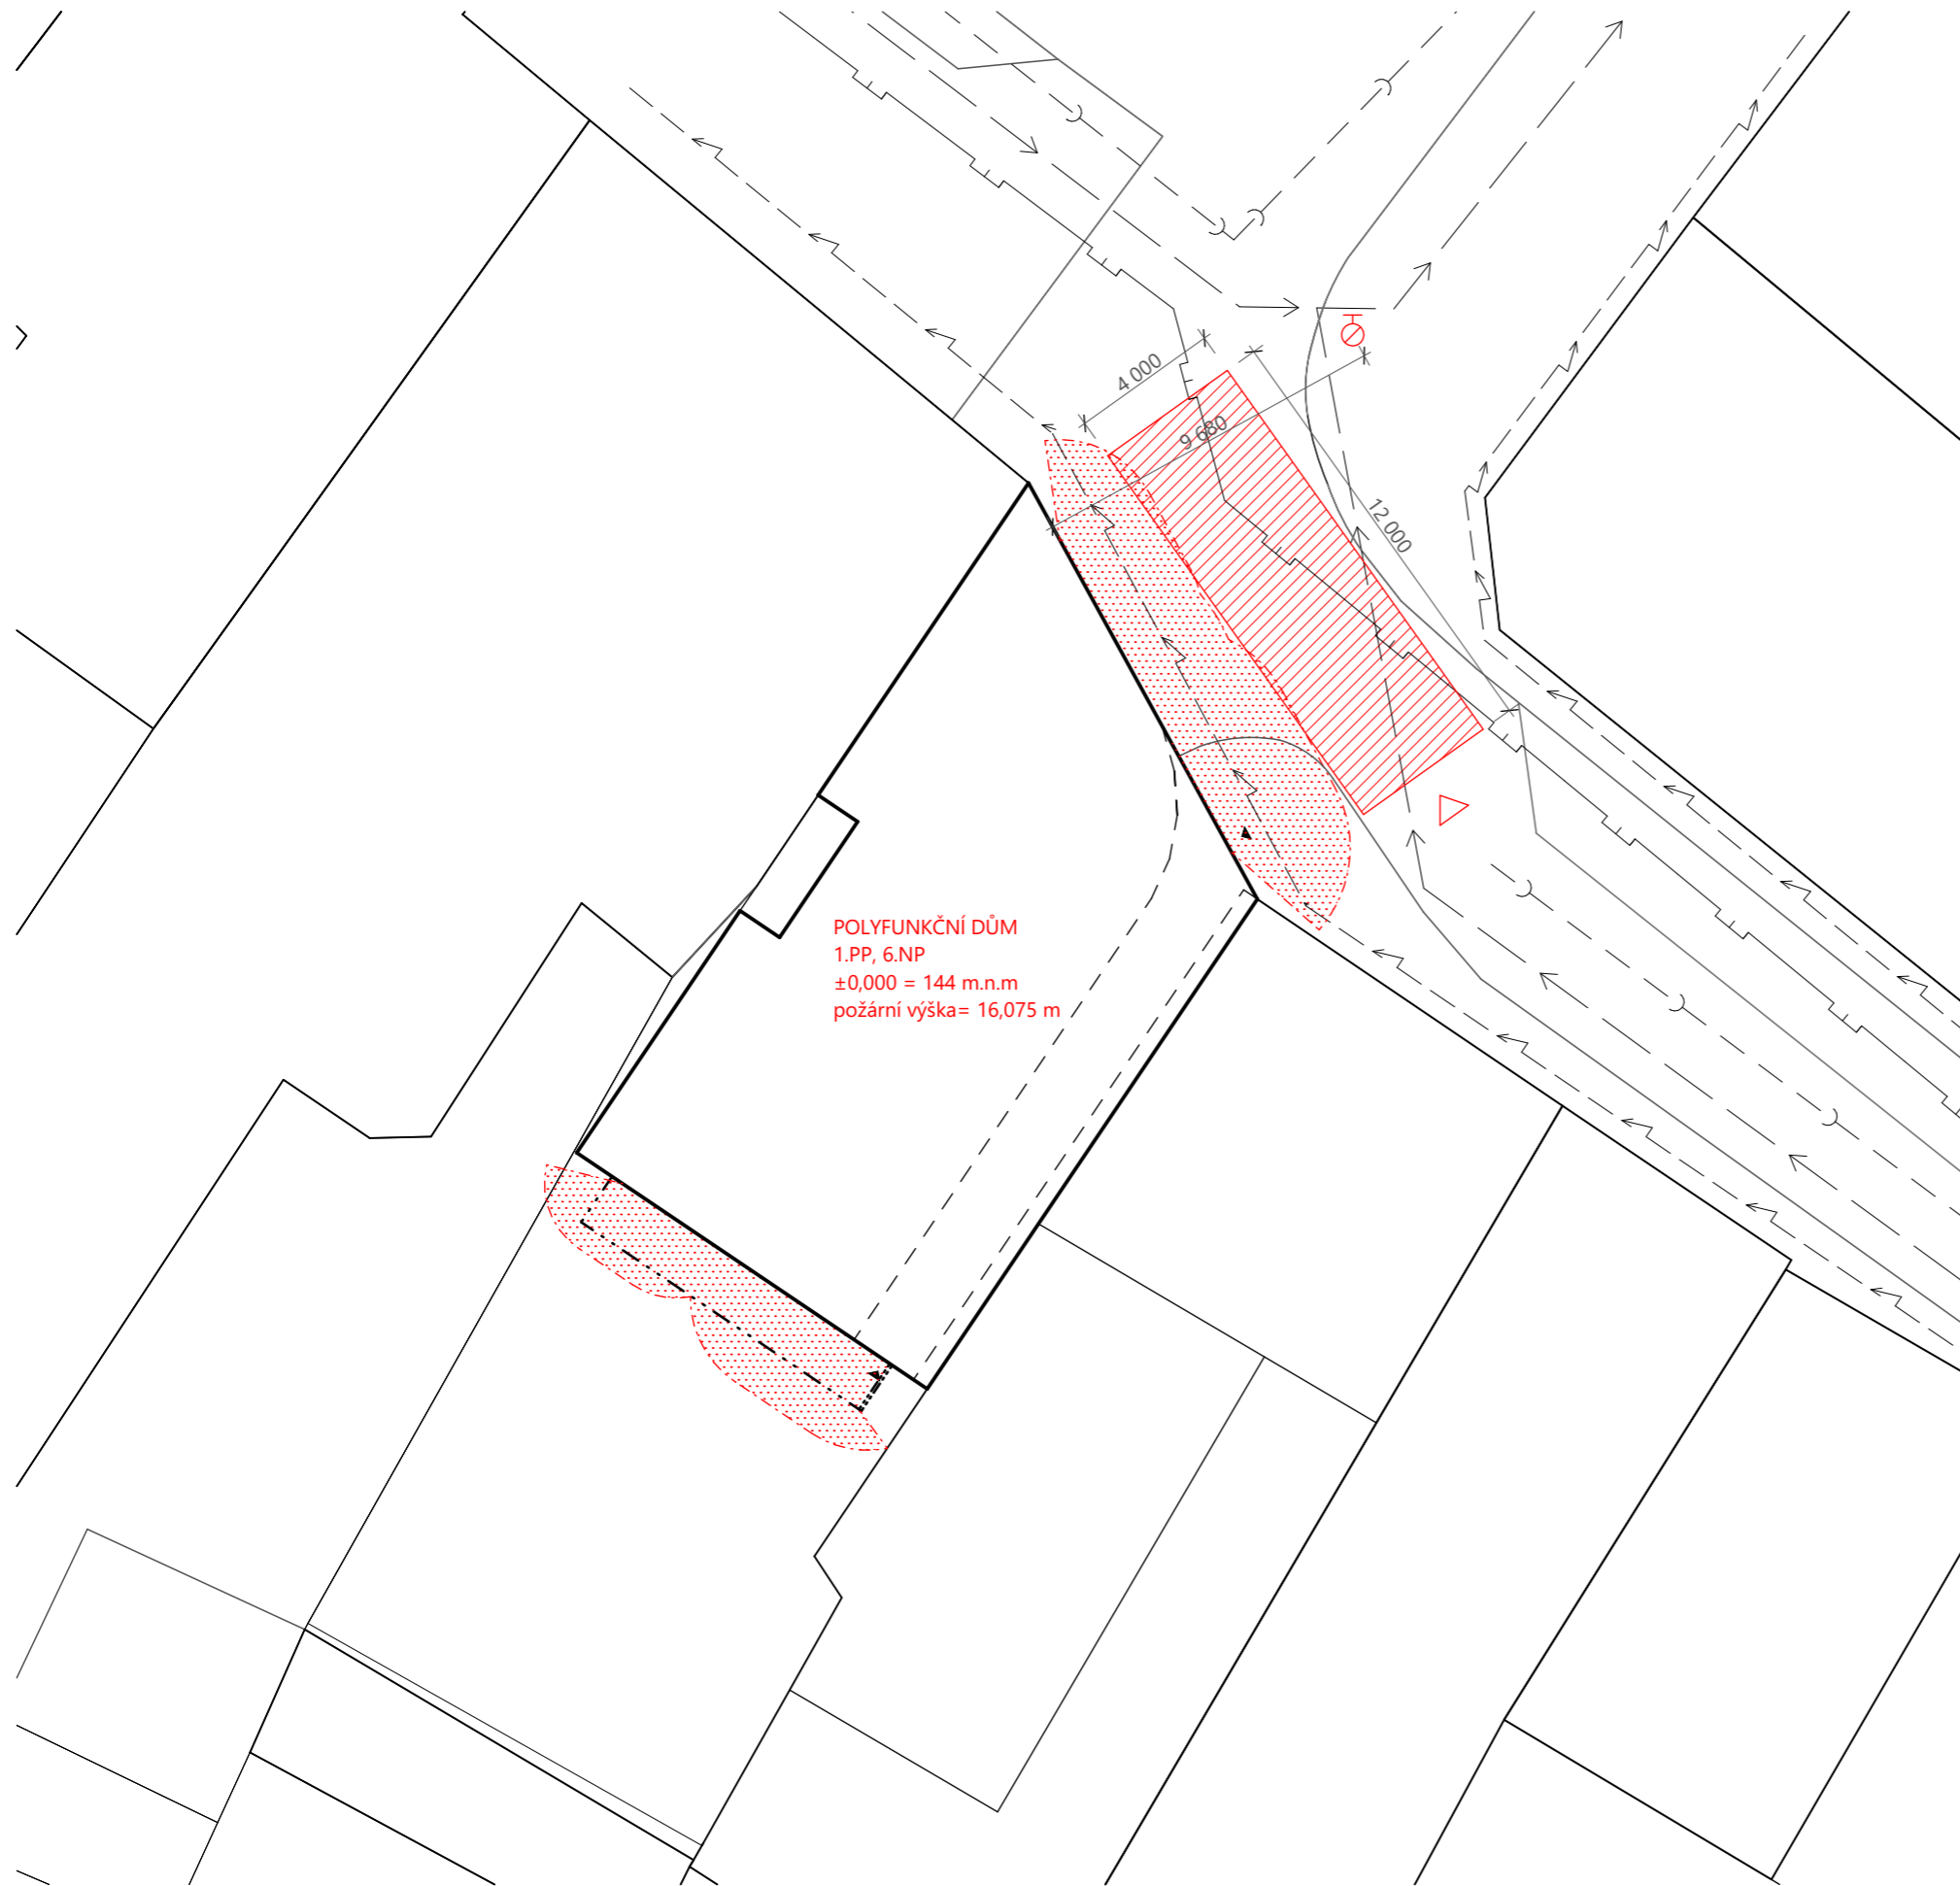 4 000
9 680
12 000
POLYFUNKČNÍ DŮM
1.PP, 6.NP
±0,000 = 144 m.n.m
požární výška= 16,075 m